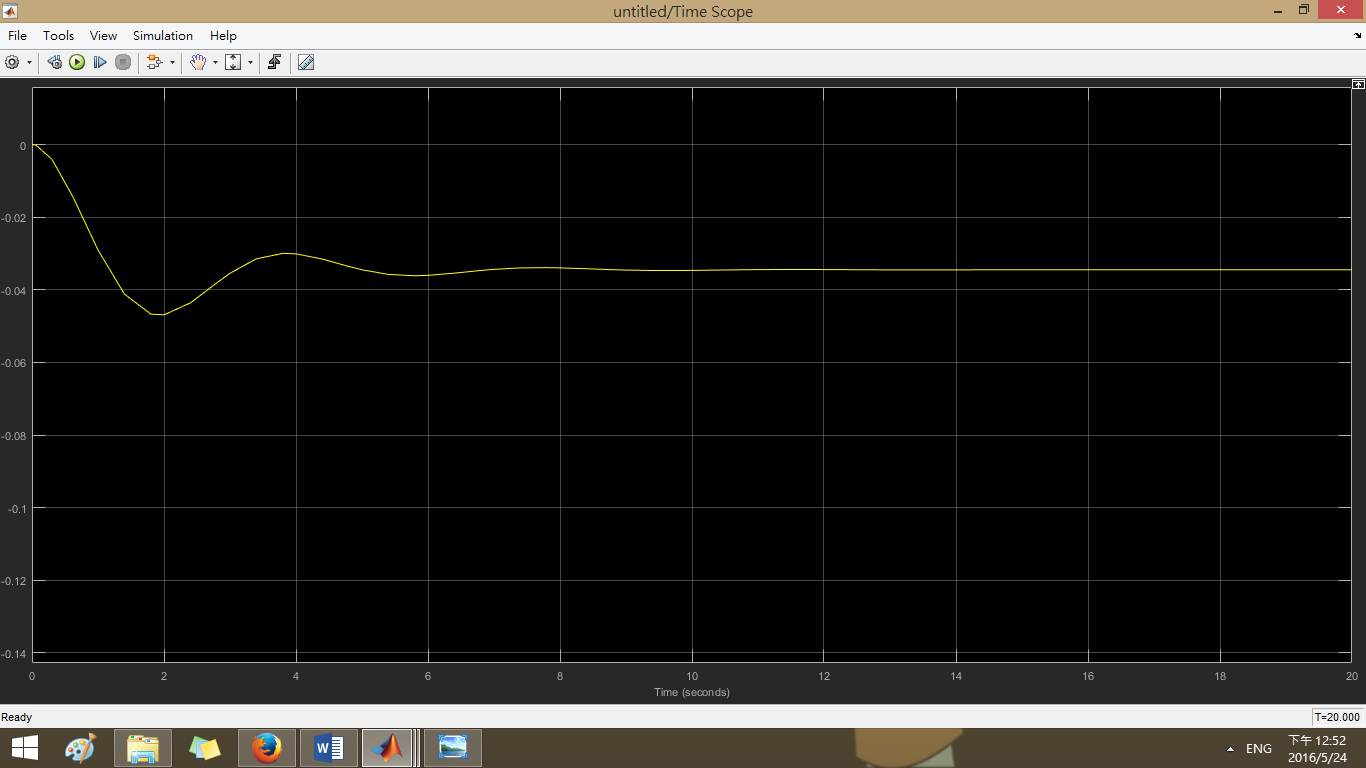 untitled/Time Scope
File Tools View Simulation Help
0
-0.02
-0.04
-0.06
-0.08
-0.1
-0.12
-0.14
0 2 4 6 8 10 12 14 16 18 20
Time (seconds)
Ready
T=20.000
ENG
下午 12:52
2016/5/24